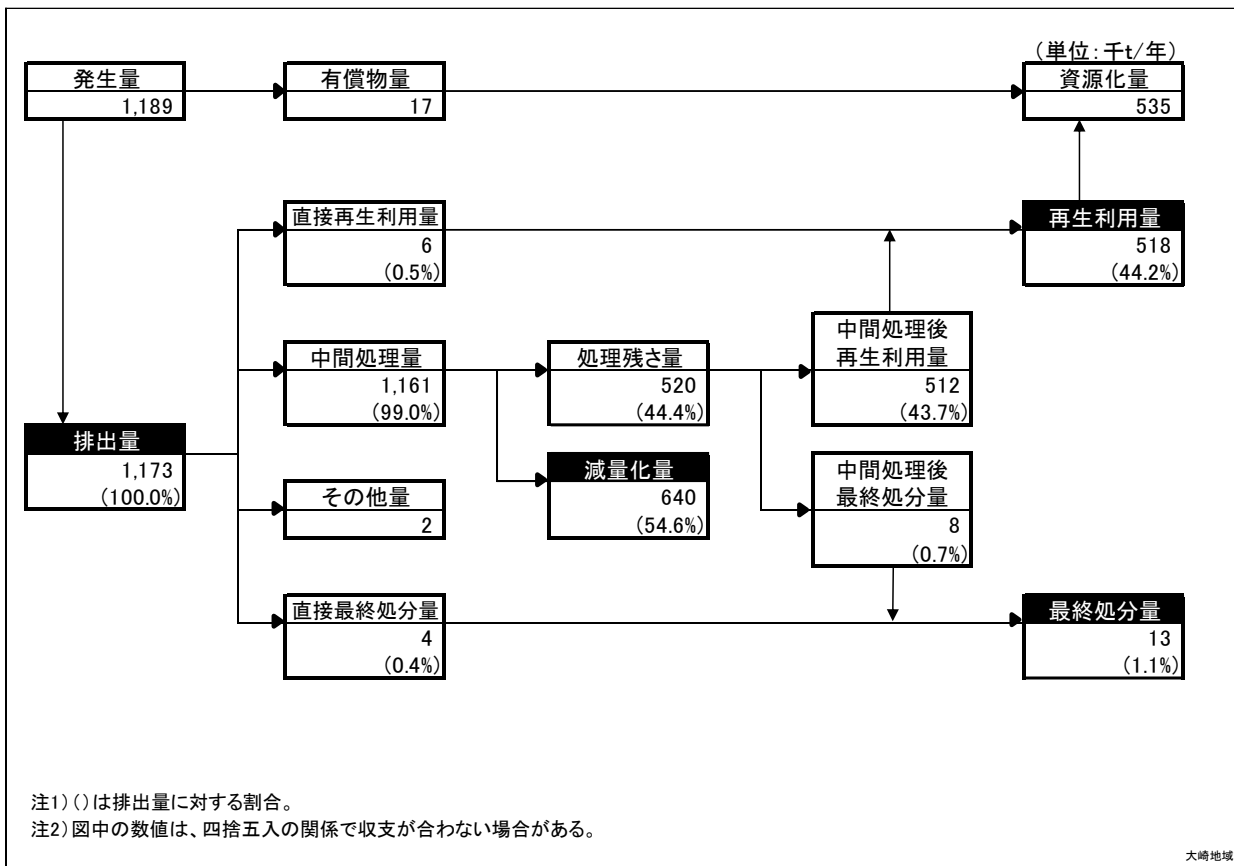 (単位：千t/年)
発生量
1,189
有償物量
17
資源化量
535
直接再生利用量
6
(0.5%)
再生利用量
518
(44.2%)
中間処理量
1,161
(99.0%)
処理残さ量
520
(44.4%)
中間処理後
再生利用量
512
(43.7%)
排出量
1,173
(100.0%)
減量化量
640
(54.6%)
中間処理後
最終処分量
8
(0.7%)
その他量
2
直接最終処分量
4
(0.4%)
最終処分量
13
(1.1%)
注1)()は排出量に対する割合。
注2)図中の数値は、四捨五入の関係で収支が合わない場合がある。
大崎地域